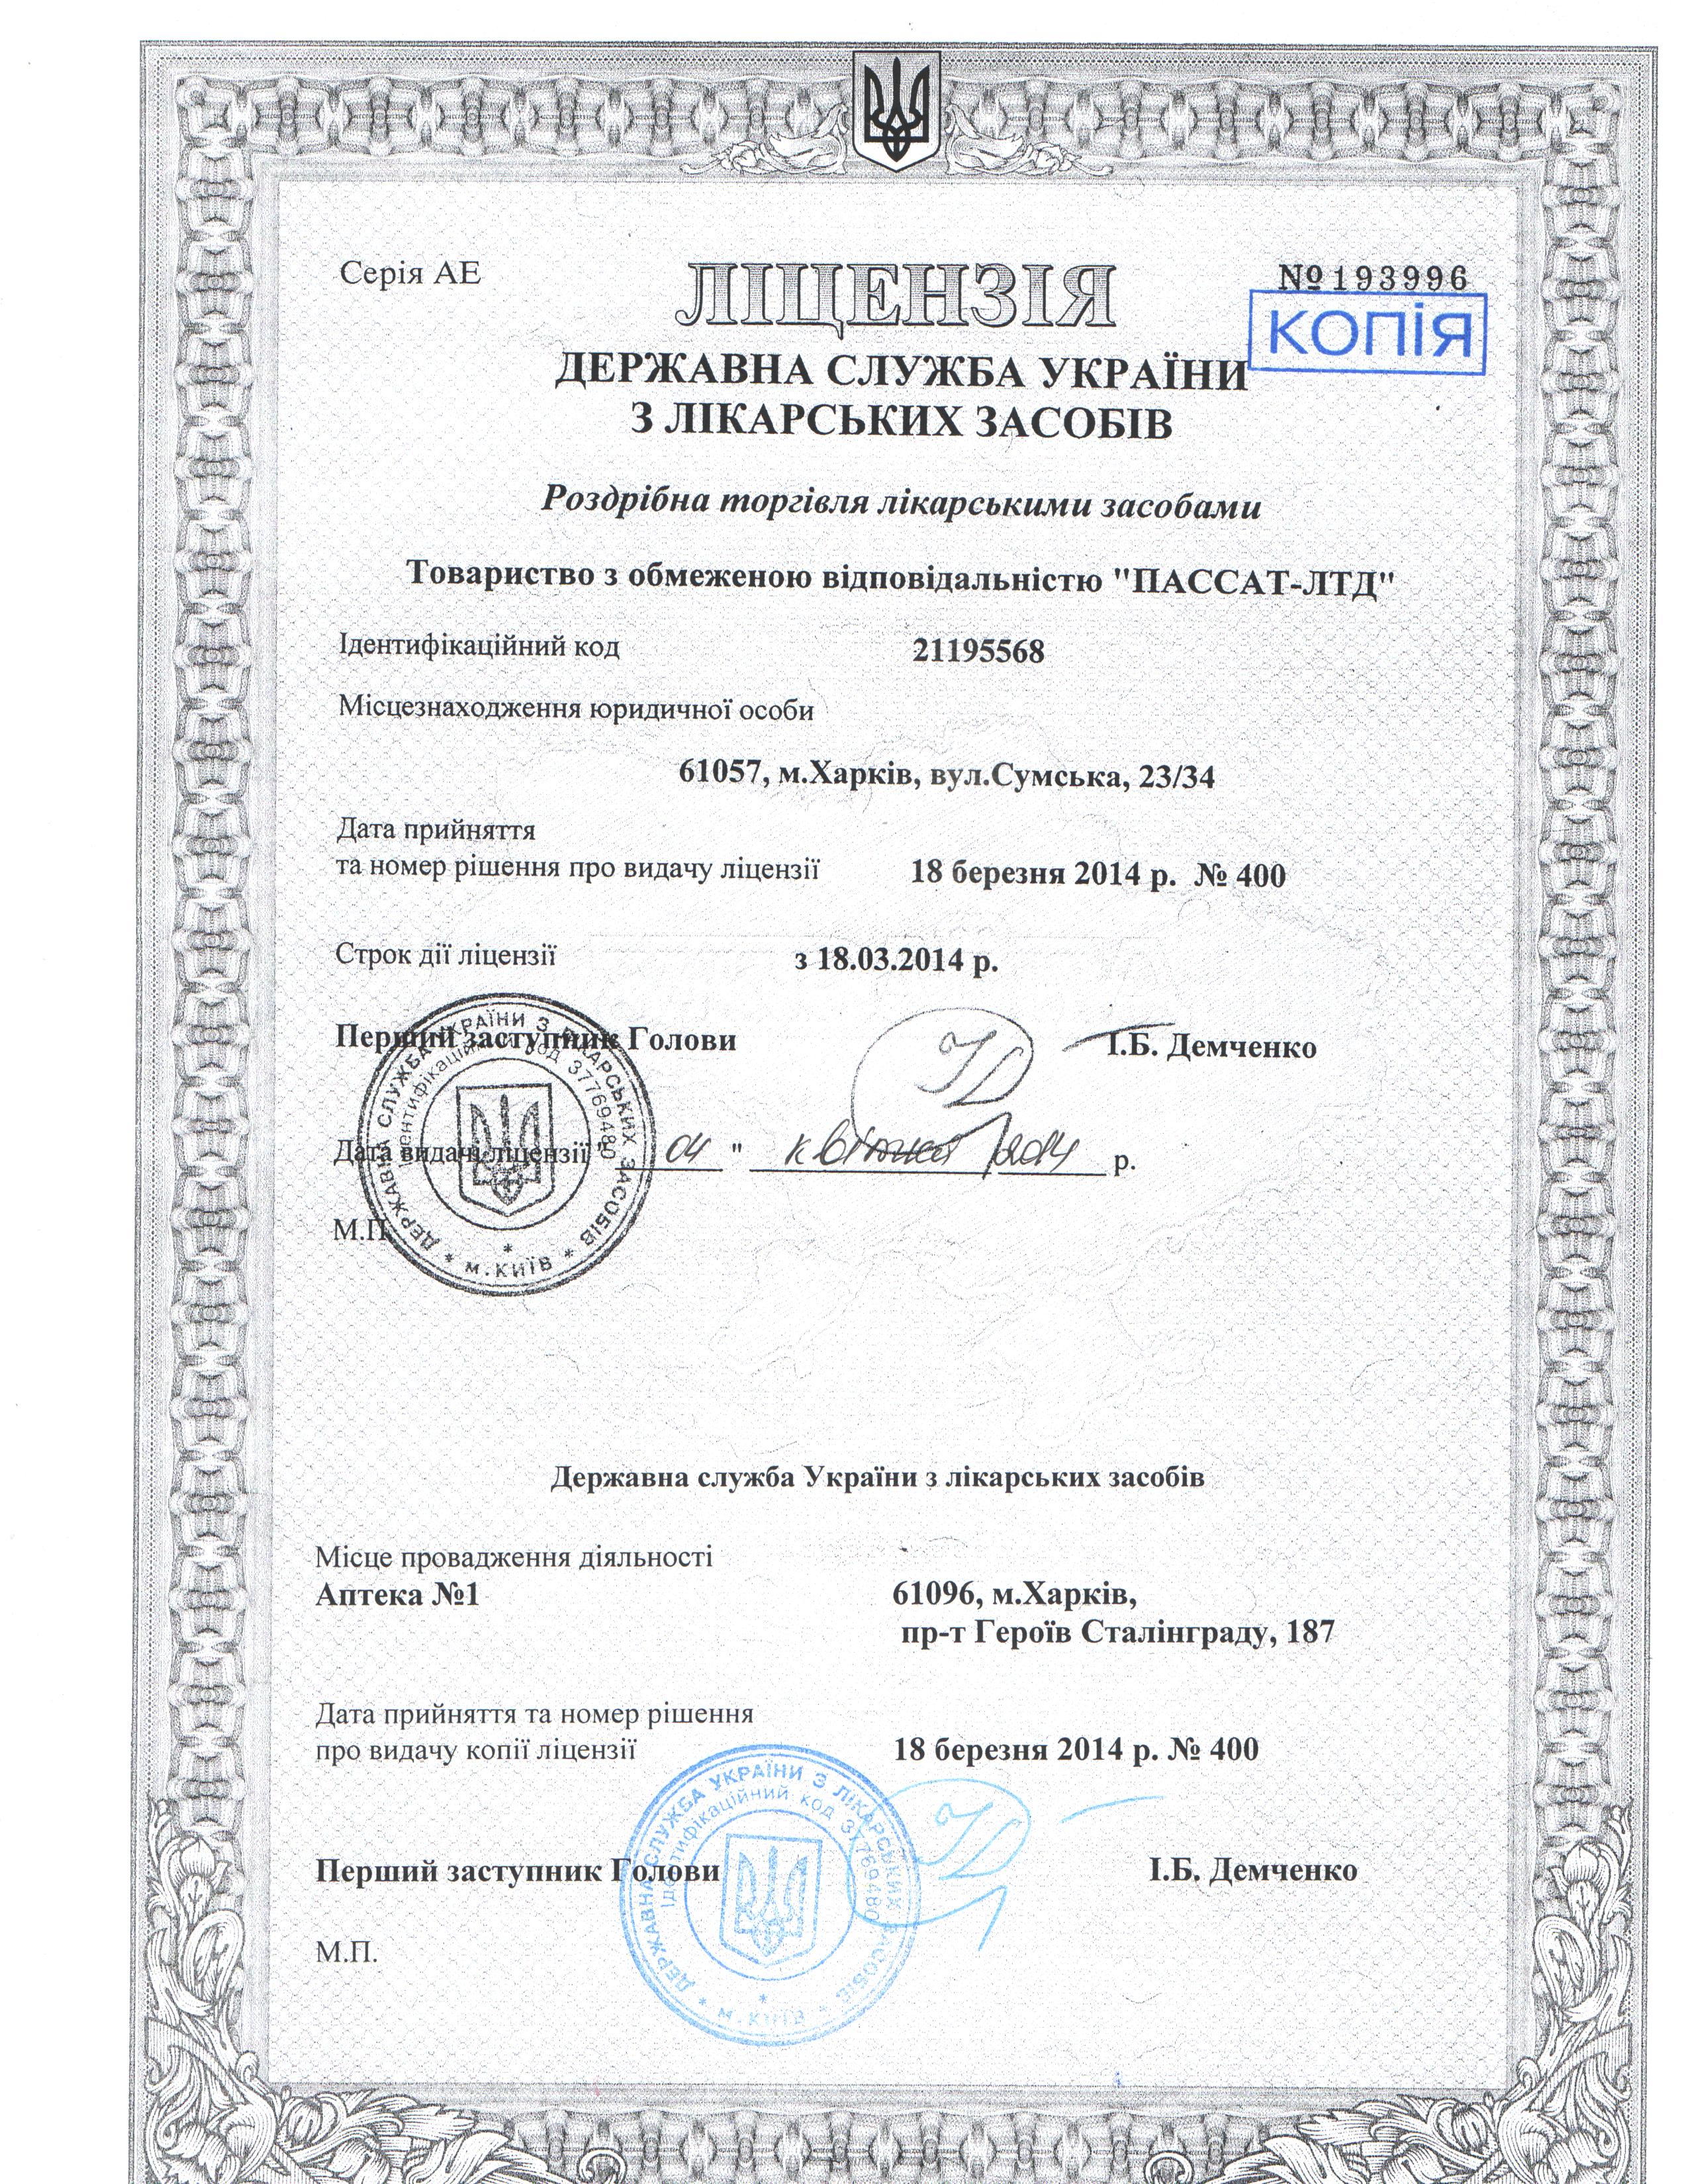 Серія АЕ
ЛІЦЕНЗІЯ
№193996
КОПІЯ
ДЕРЖАВНА СЛУЖБА УКРАЇНИ
З ЛІКАРСЬКИХ ЗАСОБІВ
Роздрібна торгівля лікарськими засобами
Товариство з обмеженою відповідальністю "ПАССАТ-ЛТД"
Ідентифікаційний код 21195568
Місцезнаходження юридичної особи
61057, м.Харків, вул.Сумська, 23/34
Дата прийняття
та номер рішення про видачу ліцензії 18 березня 2014 р. № 400
Строк дії ліцензії з 18.03.2014 р.
Перший заступник Голови І.Б. Демченко
Дата видачі ліцензії " 04 " квітня 2014 р.
М.П.
ДЕРЖАВНА СЛУЖБА УКРАЇНИ З ЛІКАРСЬКИХ ЗАСОБІВ * м.КИЇВ *
Ідентифікаційний код 37769480
Державна служба України з лікарських засобів
Місце провадження діяльності
Аптека №1 61096, м.Харків,
пр-т Героїв Сталінграду, 187
Дата прийняття та номер рішення
про видачу копії ліцензії 18 березня 2014 р. № 400
Перший заступник Голови І.Б. Демченко
М.П.
ДЕРЖАВНА СЛУЖБА УКРАЇНИ З ЛІКАРСЬКИХ ЗАСОБІВ * м.КИЇВ *
Ідентифікаційний код 37769480